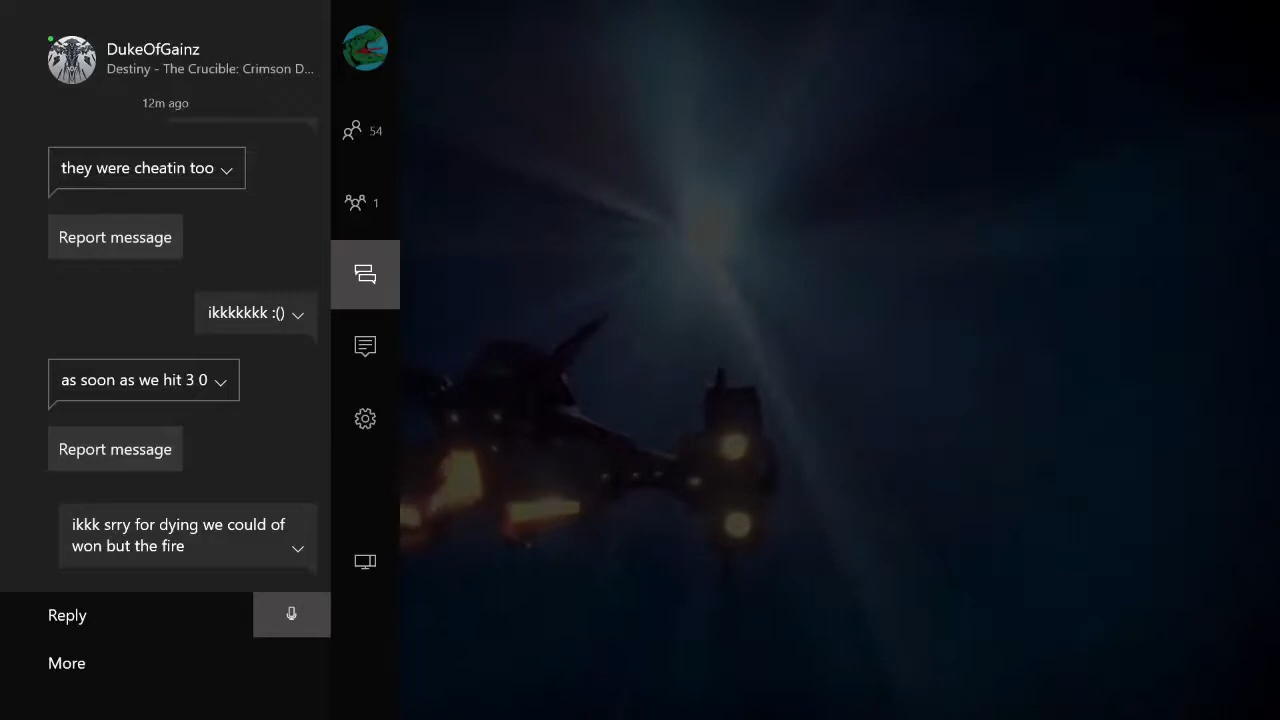 DukeOfGainz
Destiny - The Crucible: Crimson D...
12m ago
54
they were cheatin too
1
Report message
ikkkkkkk :()
as soon as we hit 3 0
Report message
ikkk srry for dying we could of
won but the fire
Reply
More